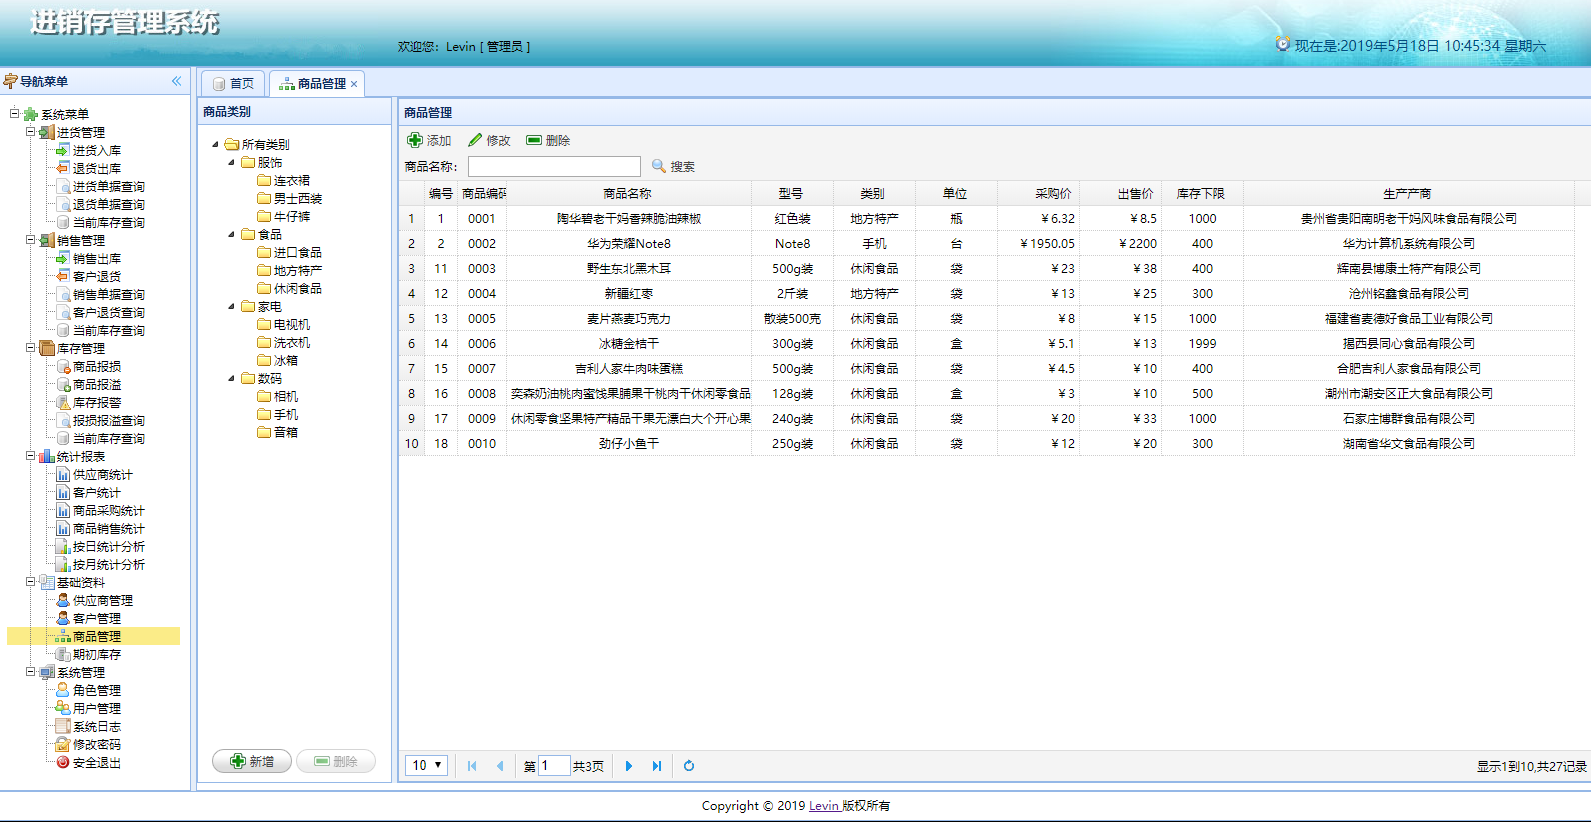 进销存管理系统
欢迎您：Levin [ 管理员 ]
现在是:2019年5月18日 10:45:34 星期六
导航菜单
系统菜单
进货管理
进货入库
退货出库
进货单据查询
退货单据查询
当前库存查询
销售管理
销售出库
客户退货
销售单据查询
客户退货查询
当前库存查询
库存管理
商品报损
商品报溢
库存报警
报损报溢查询
当前库存查询
统计报表
供应商统计
客户统计
商品采购统计
商品销售统计
按日统计分析
按月统计分析
基础资料
供应商管理
客户管理
商品管理
期初库存
系统管理
角色管理
用户管理
系统日志
修改密码
安全退出
首页 商品管理
商品类别
所有类别
服饰
连衣裙
男士西装
牛仔裤
食品
进口食品
地方特产
休闲食品
家电
电视机
洗衣机
冰箱
数码
相机
手机
音箱
新增 删除
商品管理
添加 修改 删除
商品名称： 搜索
编号 商品编码 商品名称 型号 类别 单位 采购价 出售价 库存下限 生产产商
1 1 0001 陶华碧老干妈香辣脆油辣椒 红色装 地方特产 瓶 ￥6.32 ￥8.5 1000 贵州省贵阳南明老干妈风味食品有限公司
2 2 0002 华为荣耀Note8 Note8 手机 台 ￥1950.05 ￥2200 400 华为计算机系统有限公司
3 11 0003 野生东北黑木耳 500g装 休闲食品 袋 ￥23 ￥38 400 辉南县博康土特产有限公司
4 12 0004 新疆红枣 2斤装 地方特产 袋 ￥13 ￥25 300 沧州铭鑫食品有限公司
5 13 0005 麦片燕麦巧克力 散装500克 休闲食品 袋 ￥8 ￥15 1000 福建省麦德好食品工业有限公司
6 14 0006 冰糖金桔干 300g装 休闲食品 盒 ￥5.1 ￥13 1999 揭西县同心食品有限公司
7 15 0007 吉利人家牛肉味蛋糕 500g装 休闲食品 袋 ￥4.5 ￥10 400 合肥吉利人家食品有限公司
8 16 0008 奕森奶油桃肉蜜饯果脯果干桃肉干休闲零食品 128g装 休闲食品 盒 ￥3 ￥10 500 潮州市潮安区正大食品有限公司
9 17 0009 休闲零食坚果特产精品干果无漂白大个开心果 240g装 休闲食品 袋 ￥20 ￥33 1000 石家庄博群食品有限公司
10 18 0010 劲仔小鱼干 250g装 休闲食品 袋 ￥12 ￥20 300 湖南省华文食品有限公司
10 第 1 共3页 显示1到10,共27记录
Copyright © 2019 Levin 版权所有